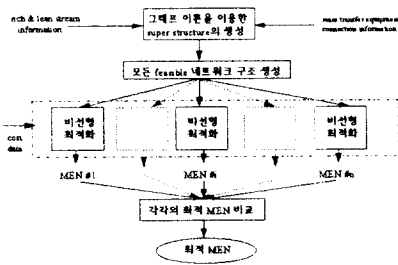 rich & lean stream
information
그래프 이론을 이용한
super structure의 생성
mass transfer equipment
connection information
모든 feasible 네트워크 구조 생성
cost
data
비선형
최적화
비선형
최적화
비선형
최적화
MEN #1
MEN #i
MEN #n
각각의 최적 MEN 비교
최적 MEN